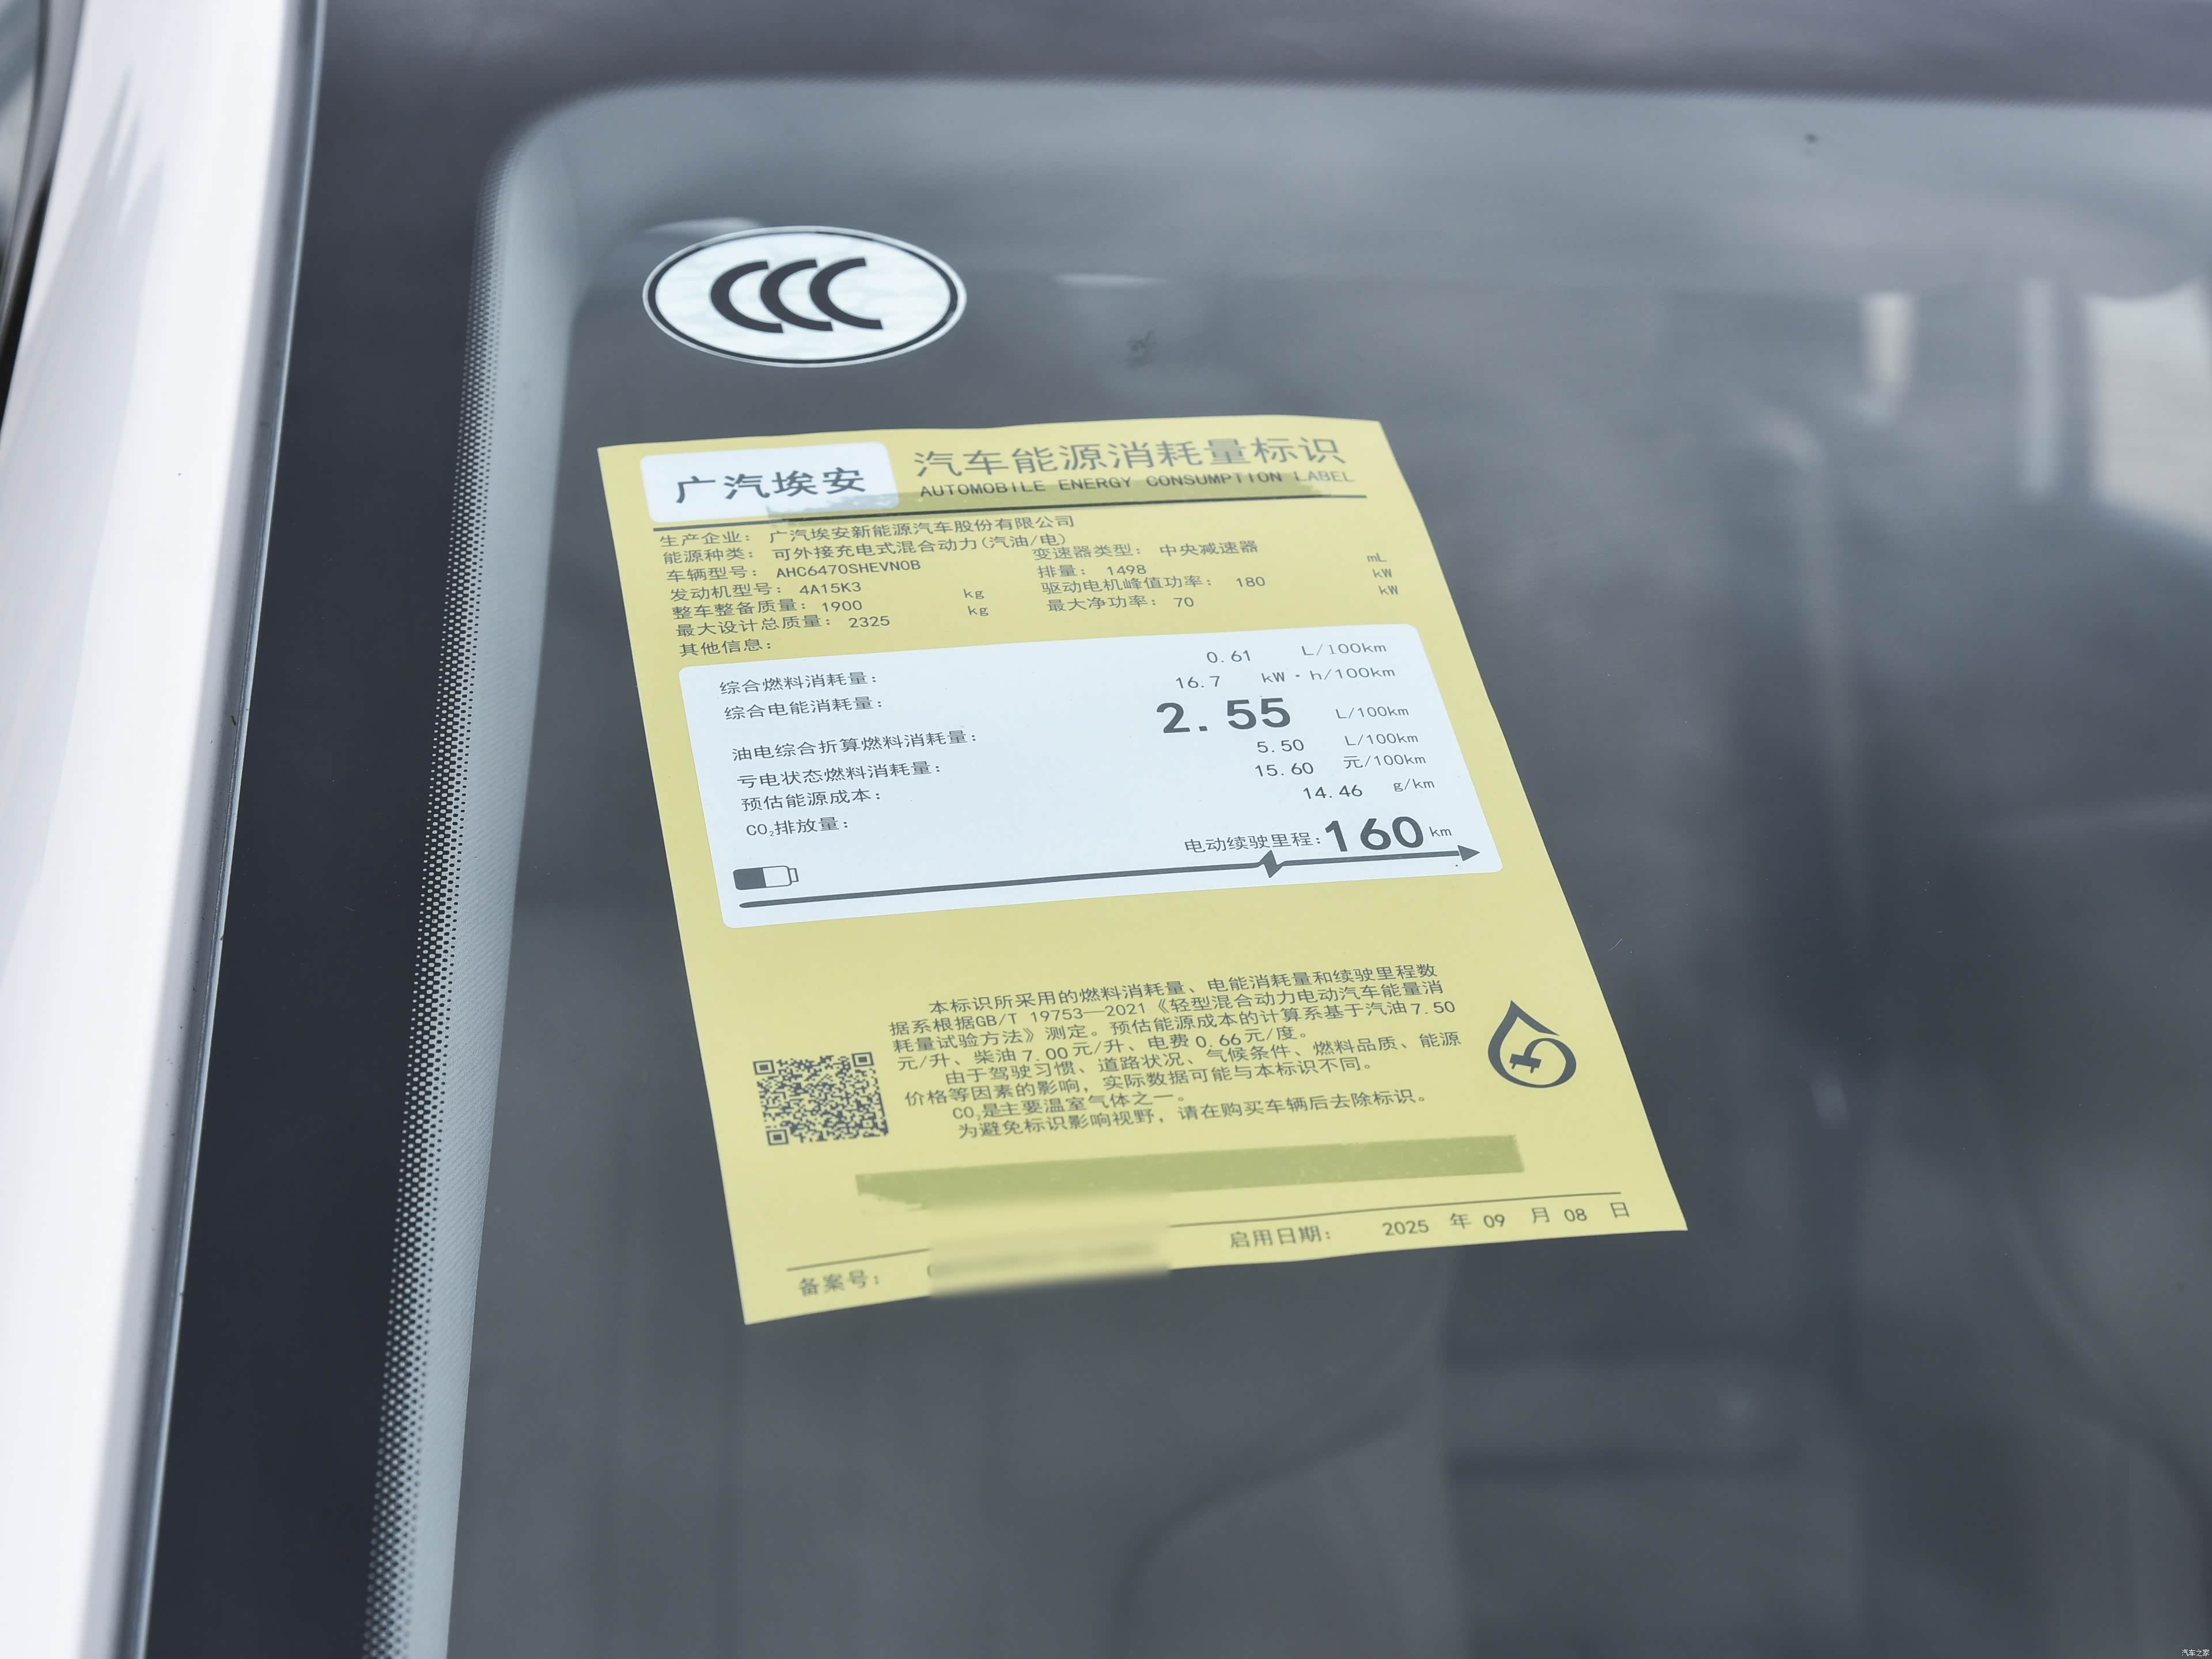 CCC
广汽埃安 汽车能源消耗量标识
AUTOMOBILE ENERGY CONSUMPTION LABEL
生产企业： 广汽埃安新能源汽车股份有限公司
能源种类： 可外接充电式混合动力(汽油/电)
车辆型号： AHC6470SHEVN0B 变速器类型： 中央减速器
发动机型号： 4A15K3 排量： 1498 mL
整车整备质量： 1900 kg 驱动电机峰值功率： 180 kW
最大设计总质量： 2325 kg 最大净功率： 70 kW
其他信息：
综合燃料消耗量： 0.61 L/100km
综合电能消耗量： 16.7 kW·h/100km
油电综合折算燃料消耗量： 2.55 L/100km
亏电状态燃料消耗量： 5.50 L/100km
预估能源成本： 15.60 元/100km
CO₂排放量： 14.46 g/km
电动续驶里程：160 km
本标识所采用的燃料消耗量、电能消耗量和续驶里程数
据系根据GB/T 19753—2021《轻型混合动力电动汽车能量消
耗量试验方法》测定。预估能源成本的计算系基于汽油7.50
元/升、柴油7.00元/升、电费0.66元/度。
由于驾驶习惯、道路状况、气候条件、燃料品质、能源
价格等因素的影响，实际数据可能与本标识不同。
CO₂是主要温室气体之一。
为避免标识影响视野，请在购买车辆后去除标识。
备案号： 启用日期： 2025 年 09 月 08 日
汽车之家